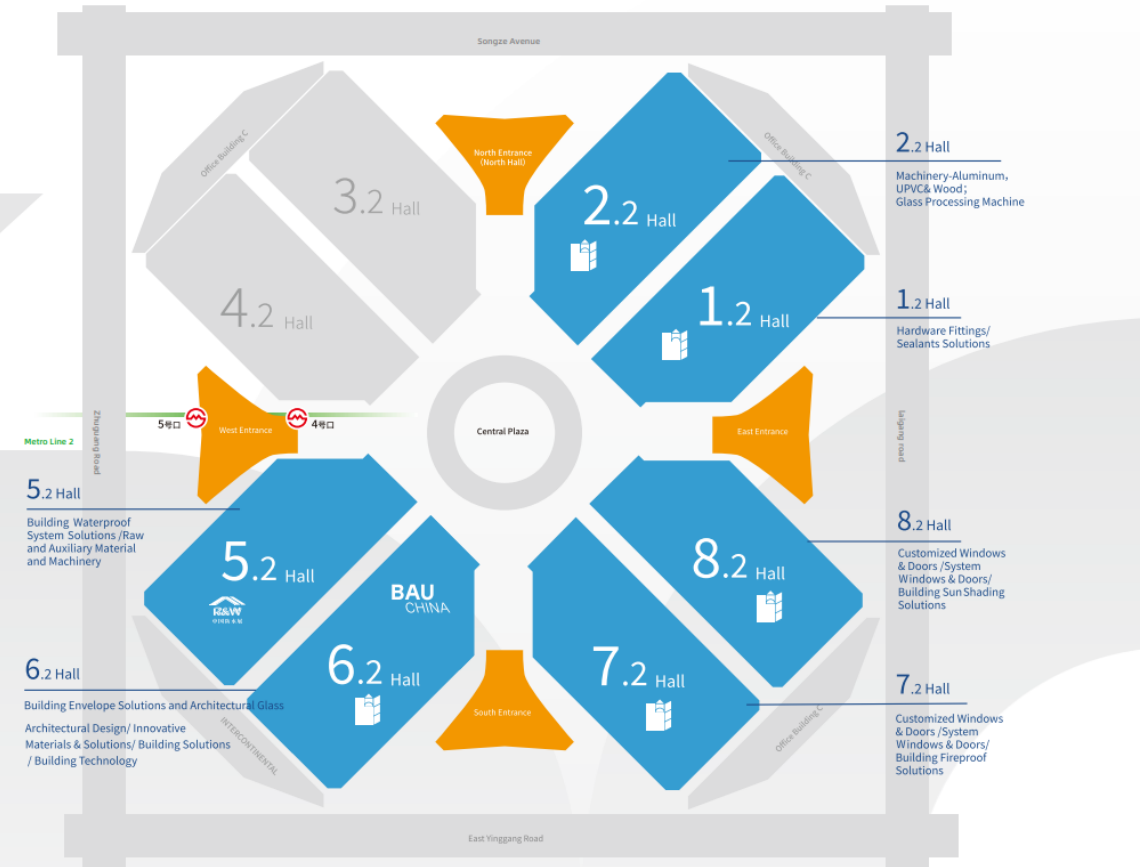 Songze Avenue
Office Building C
Office Building C
North Entrance
(North Hall)
3.2 Hall
2.2 Hall
4.2 Hall
1.2 Hall
2.2 Hall
Machinery-Aluminum,
UPVC& Wood;
Glass Processing Machine
1.2 Hall
Hardware Fittings/
Sealants Solutions
Zhuguang Road
laigang road
Metro Line 2
5号口
West Entrance
4号口
Central Plaza
East Entrance
5.2 Hall
Building Waterproof
System Solutions /Raw
and Auxiliary Material
and Machinery
5.2 Hall
R&W
BAU
CHINA
6.2 Hall
8.2 Hall
7.2 Hall
8.2 Hall
Customized Windows
& Doors /System
Windows & Doors/
Building Sun Shading
Solutions
6.2 Hall
Building Envelope Solutions and Architectural Glass
Architectural Design/ Innovative
Materials & Solutions/ Building Solutions
/ Building Technology
INTERCONTINENTAL
South Entrance
Office Building C
7.2 Hall
Customized Windows
& Doors /System
Windows & Doors/
Building Fireproof
Solutions
East Yinggang Road